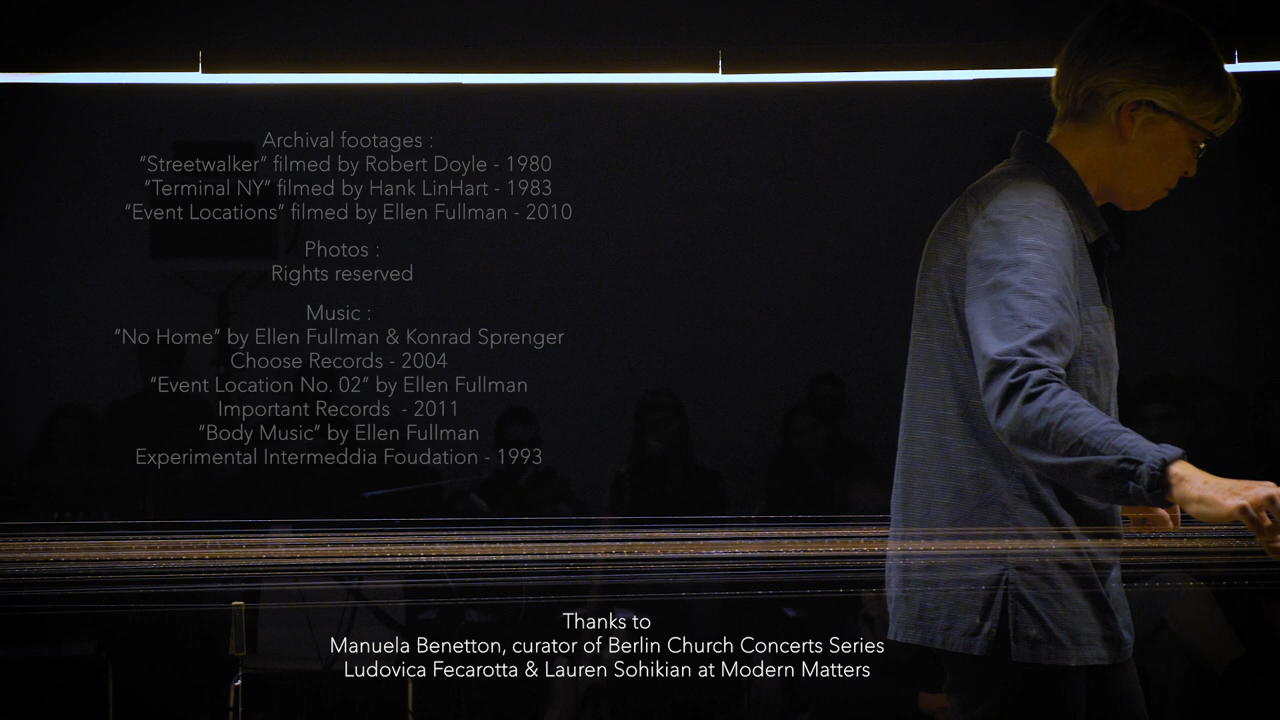 Archival footages :
“Streetwalker” filmed by Robert Doyle - 1980
“Terminal NY” filmed by Hank LinHart - 1983
“Event Locations” filmed by Ellen Fullman - 2010
Photos :
Rights reserved
Music :
“No Home” by Ellen Fullman & Konrad Sprenger
Choose Records - 2004
“Event Location No. 02” by Ellen Fullman
Important Records - 2011
“Body Music” by Ellen Fullman
Experimental Intermeddia Foudation - 1993
Thanks to
Manuela Benetton, curator of Berlin Church Concerts Series
Ludovica Fecarotta & Lauren Sohikian at Modern Matters